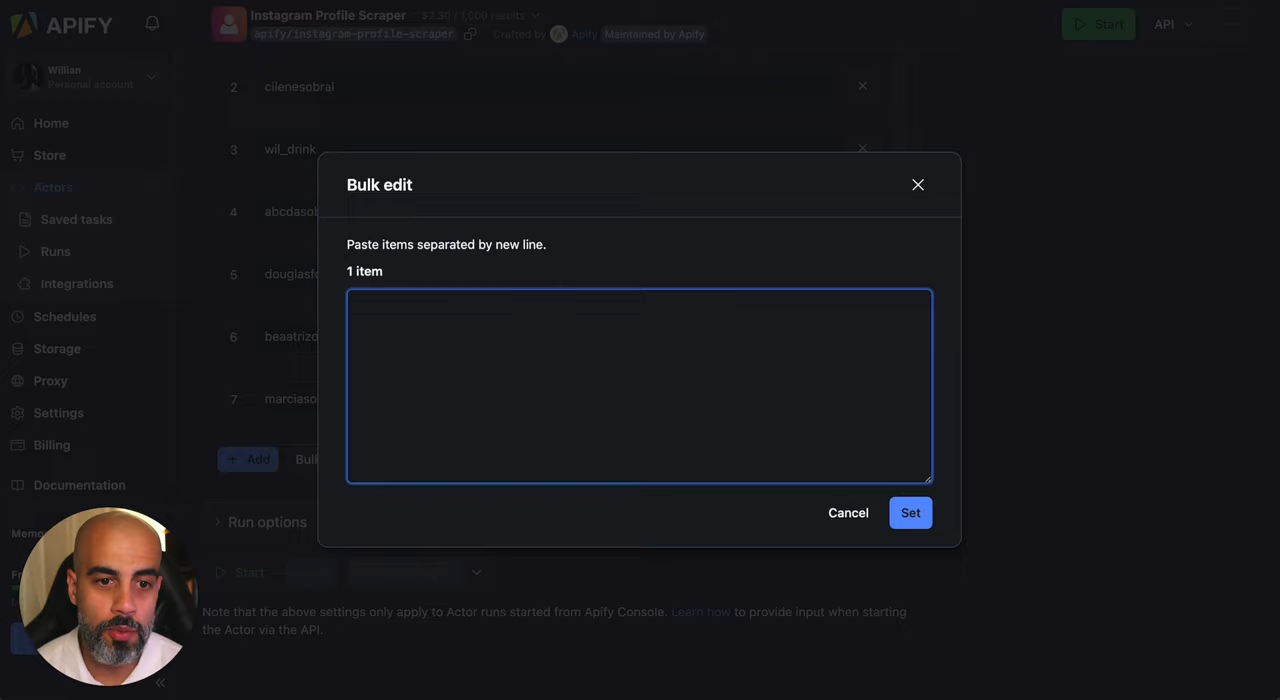 APIFY
Instagram Profile Scraper $2.30 / 1,000 results
apify/instagram-profile-scraper Crafted by Apify Maintained by Apify
Start
API
Willian
Personal account
Home
Store
Actors
Saved tasks
Runs
Integrations
Schedules
Storage
Proxy
Settings
Billing
Documentation
2 cilenesobral
3 wil_drink
4 abcdasob
5
6
7 marciaso
Bulk edit
Paste items separated by new line.
1 item
Cancel
Set
+ Add
Run options
Start
Note that the above settings only apply to Actor runs started from Apify Console. Learn how to provide input when starting
the Actor via the API.